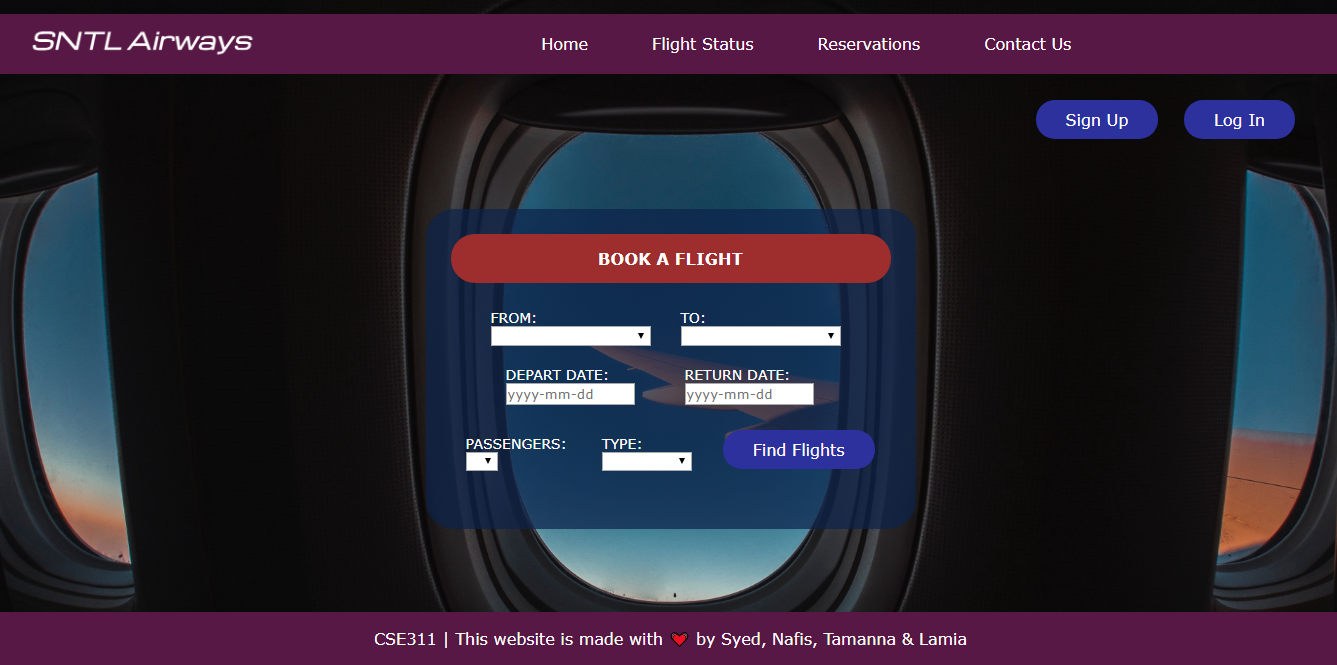 SNTL Airways
Home Flight Status Reservations Contact Us
Sign Up Log In
BOOK A FLIGHT
FROM: TO:
DEPART DATE: RETURN DATE:
yyyy-mm-dd yyyy-mm-dd
PASSENGERS: TYPE:
Find Flights
CSE311 | This website is made with ❤ by Syed, Nafis, Tamanna & Lamia